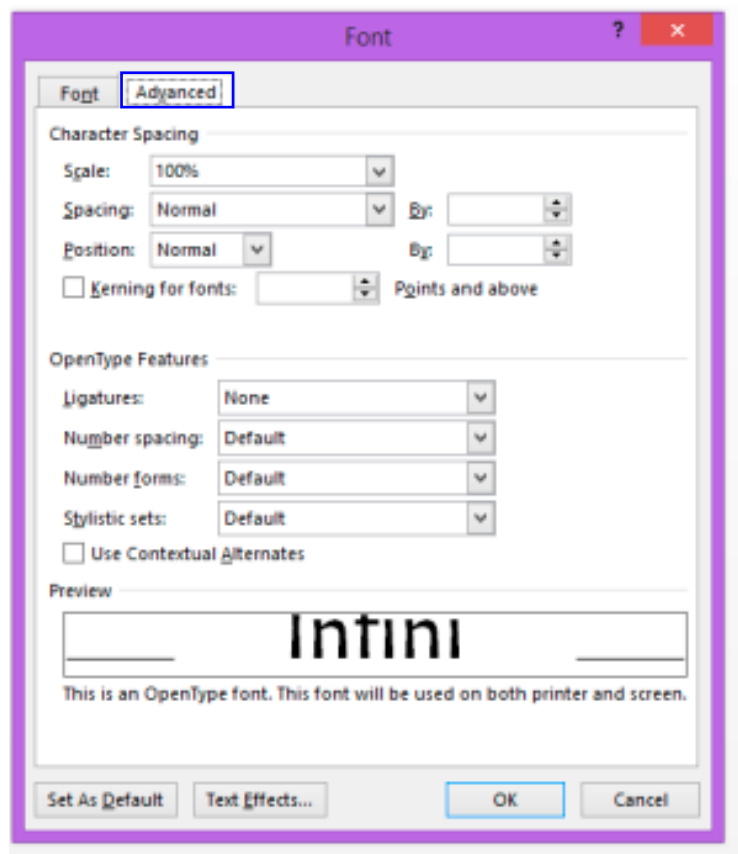 Font ?
Font Advanced
Character Spacing
Scale: 100%
Spacing: Normal By:
Position: Normal By:
Kerning for fonts: Points and above
OpenType Features
Ligatures: None
Number spacing: Default
Number forms: Default
Stylistic sets: Default
Use Contextual Alternates
Preview
Infini
This is an OpenType font. This font will be used on both printer and screen.
Set As Default Text Effects... OK Cancel